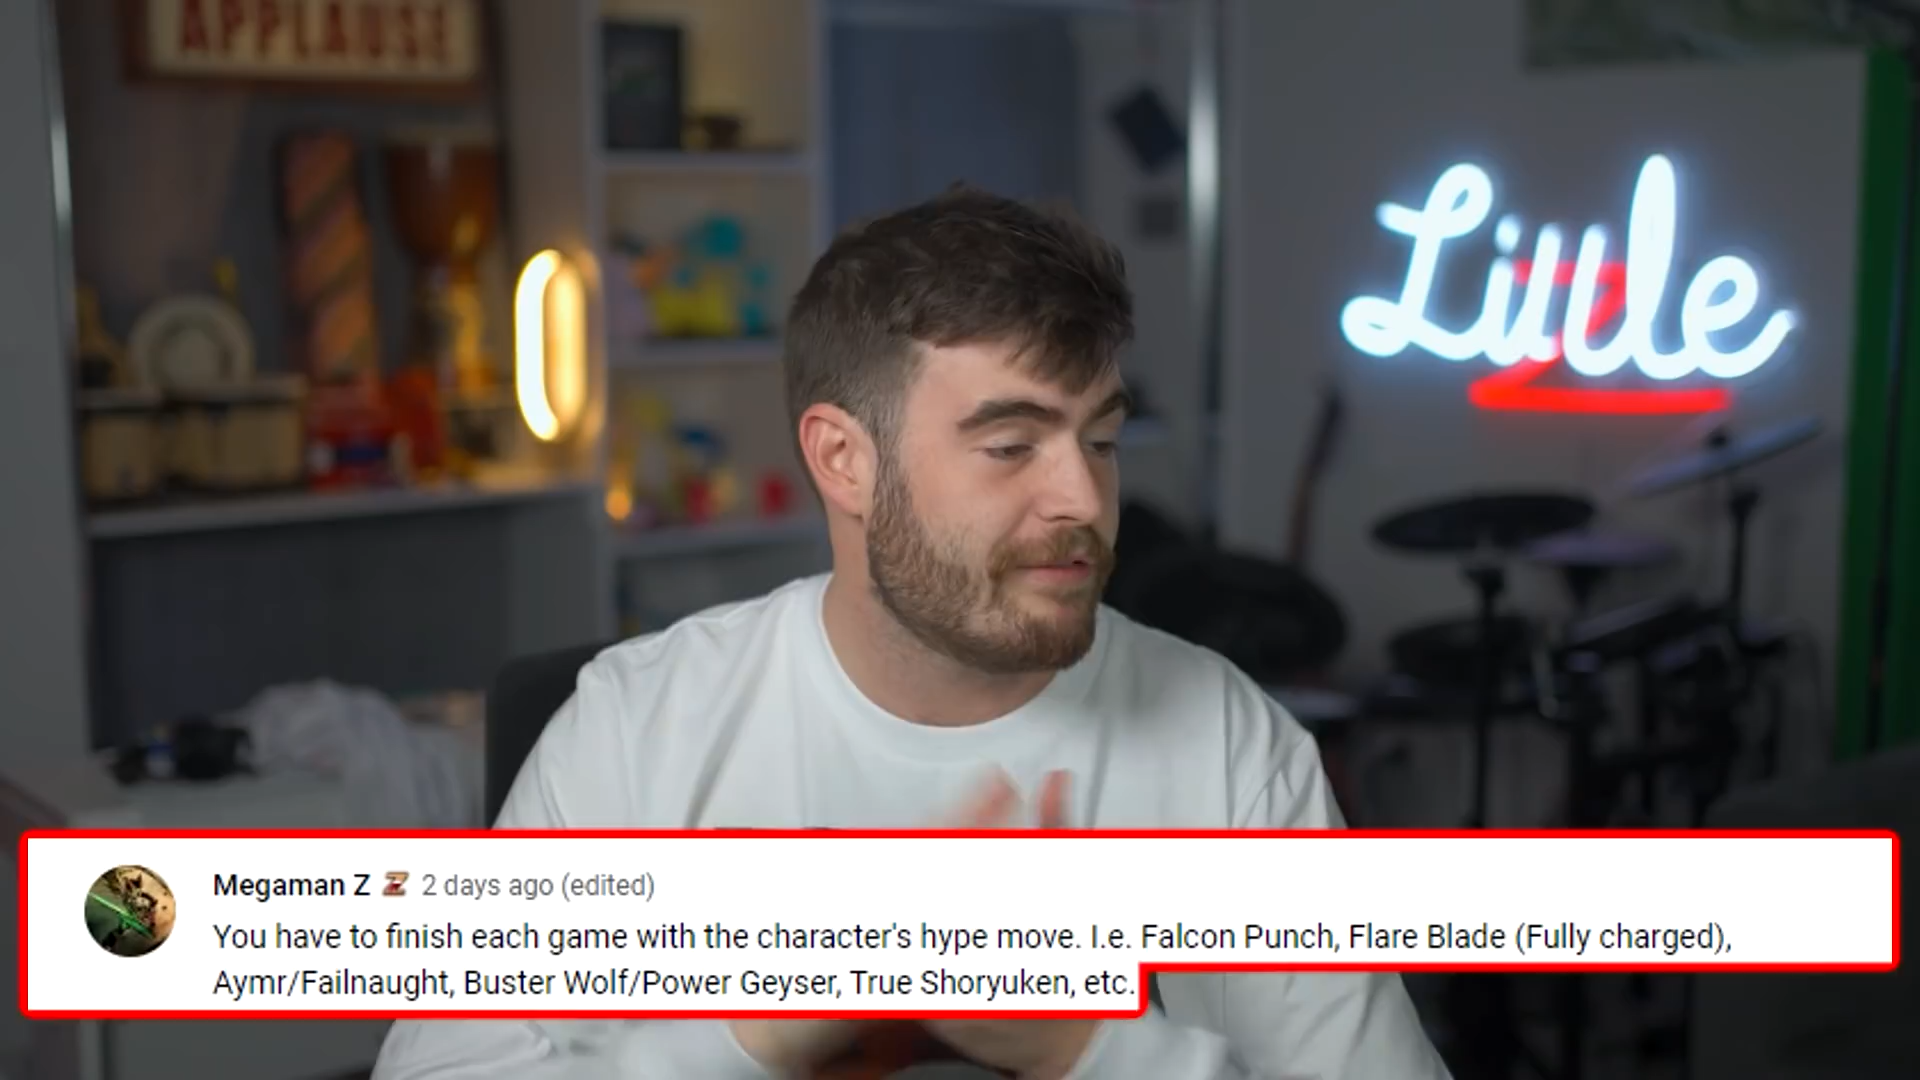 APPLAUSE
Little
Z
Megaman Z 2 days ago (edited)
You have to finish each game with the character's hype move. I.e. Falcon Punch, Flare Blade (Fully charged),
Aymr/Failnaught, Buster Wolf/Power Geyser, True Shoryuken, etc.